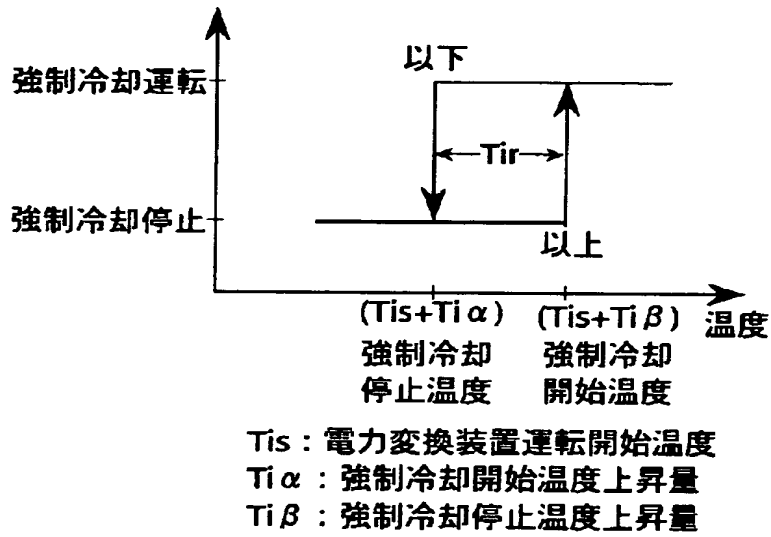 以下
強制冷却運転
Tir
強制冷却停止
以上
(Tis+Tiα) (Tis+Tiβ) 温度
強制冷却 強制冷却
停止温度 開始温度
Tis：電力変換装置運転開始温度
Tiα：強制冷却開始温度上昇量
Tiβ：強制冷却停止温度上昇量